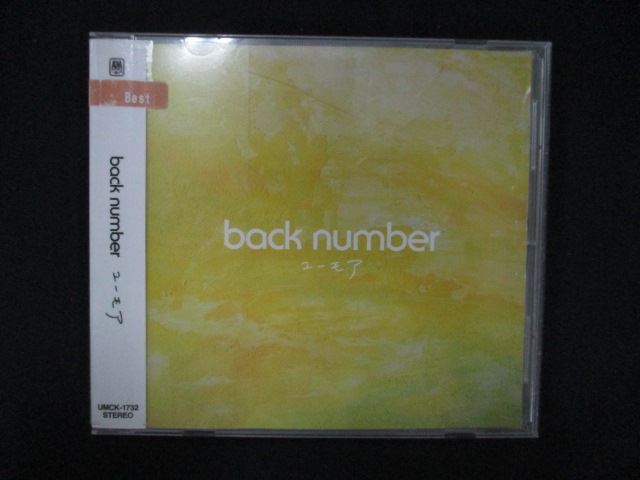 A&M
Best
back number ユーモア
UMCK-1732
STEREO
back number
ユーモア